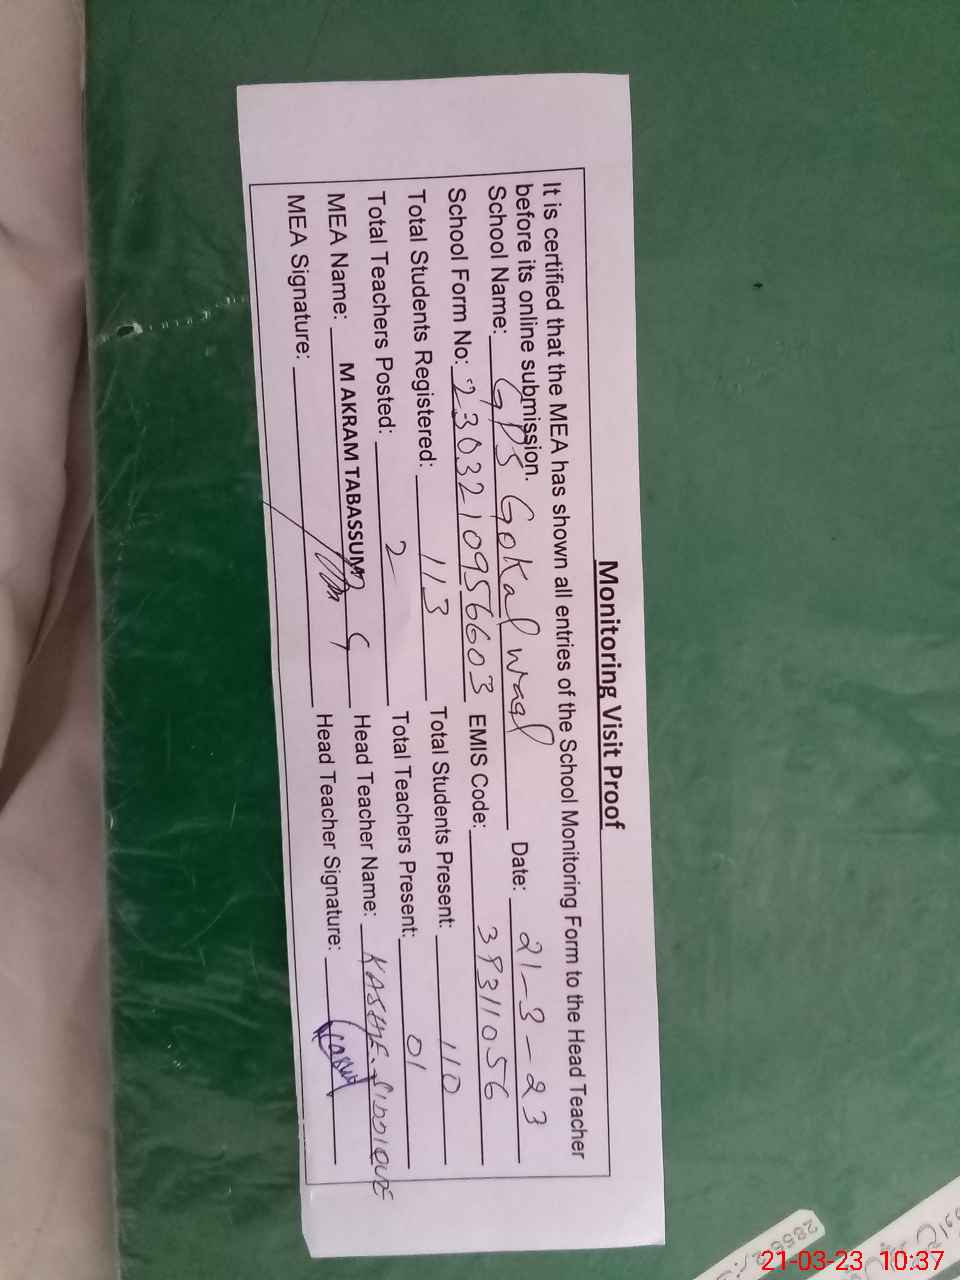 Monitoring Visit Proof
It is certified that the MEA has shown all entries of the School Monitoring Form to the Head Teacher
before its online submission.
School Name: GPS Gokal wael Date: 21-3-23
School Form No: 2303210956603 EMIS Code: 38311056
Total Students Registered: 113 Total Students Present: 110
Total Teachers Posted: 2 Total Teachers Present: 01
MEA Name: M AKRAM TABASSUM Head Teacher Name: KASHIF. SIDDIQUE
MEA Signature: Head Teacher Signature: Kashif
21-03-23 10:37